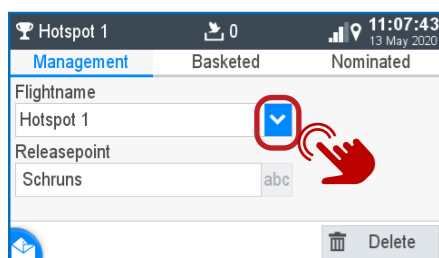 Hotspot 1 0 11:07:43
13 May 2020
Management Basketed Nominated
Flightname
Hotspot 1
Releasepoint
Schruns abc
Delete